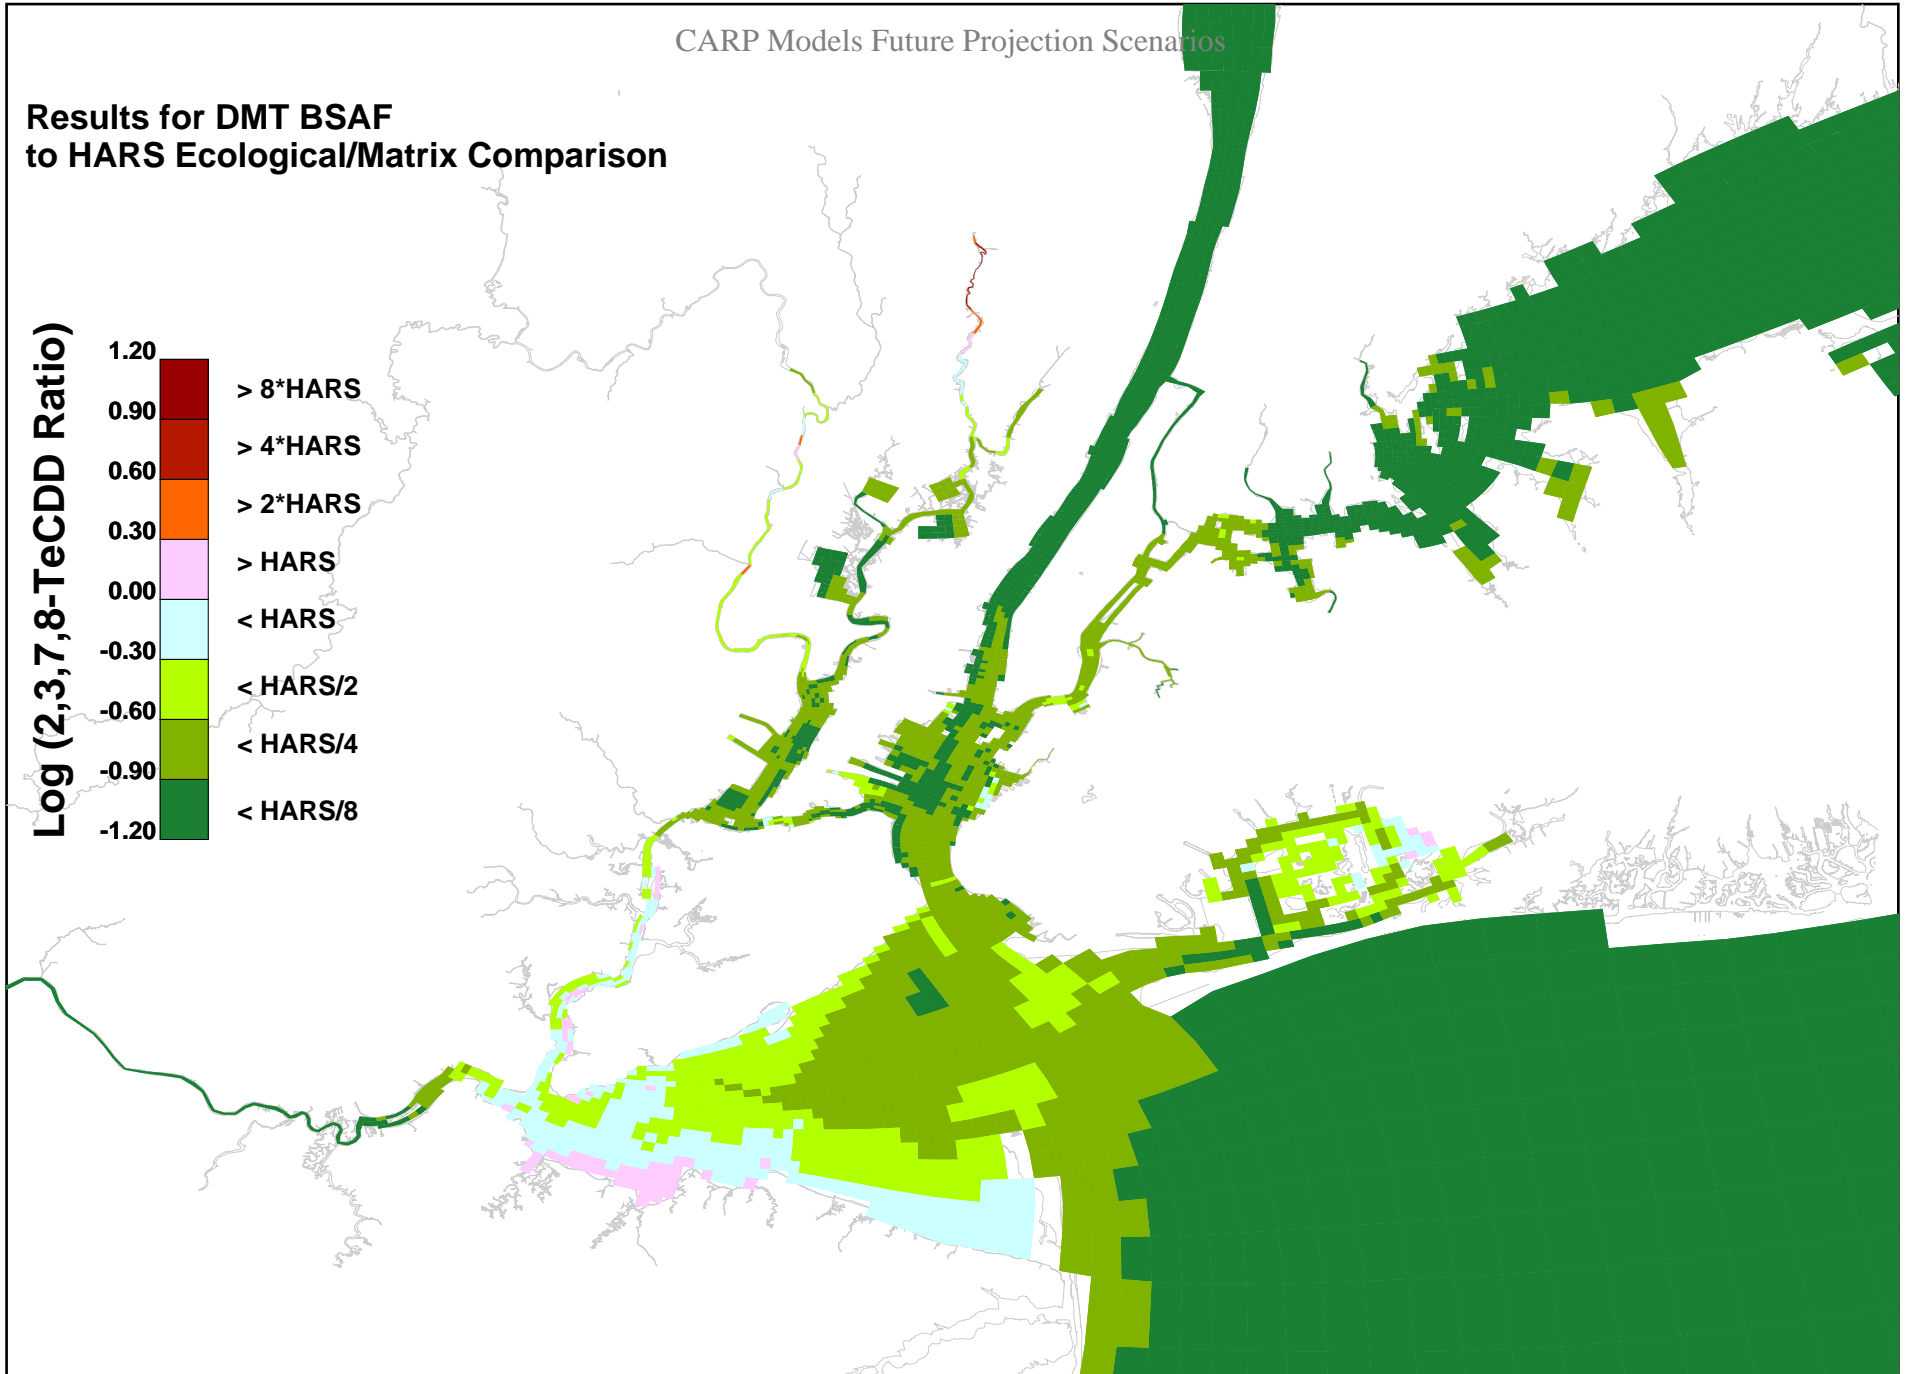 CARP Models Future Projection Scenarios
Results for DMT BSAF
to HARS Ecological/Matrix Comparison
Log (2,3,7,8-TeCDD Ratio)
1.20
> 8*HARS
0.90
> 4*HARS
0.60
> 2*HARS
0.30
> HARS
0.00
< HARS
-0.30
< HARS/2
-0.60
< HARS/4
-0.90
< HARS/8
-1.20